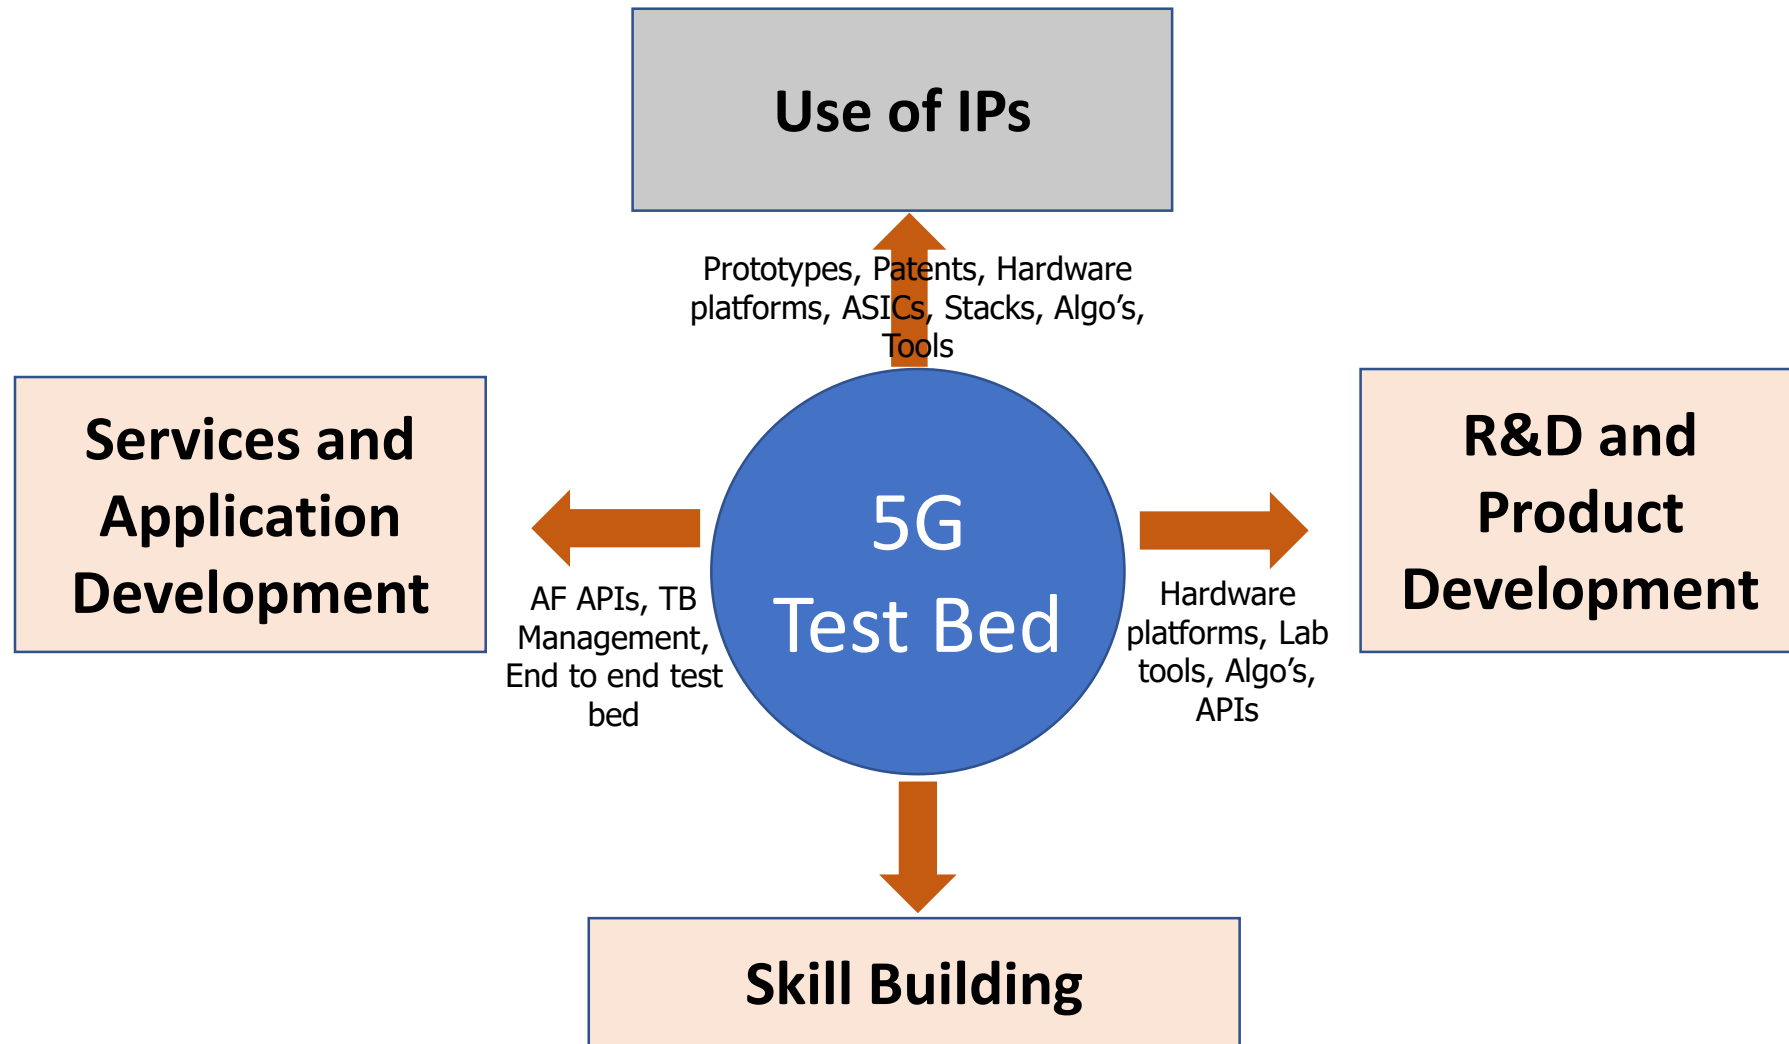 Use of IPs
Prototypes, Patents, Hardware
platforms, ASICs, Stacks, Algo’s,
Tools
Services and
Application
Development
AF APIs, TB
Management,
End to end test
bed
5G
Test Bed
R&D and
Product
Development
Hardware
platforms, Lab
tools, Algo’s,
APIs
Skill Building